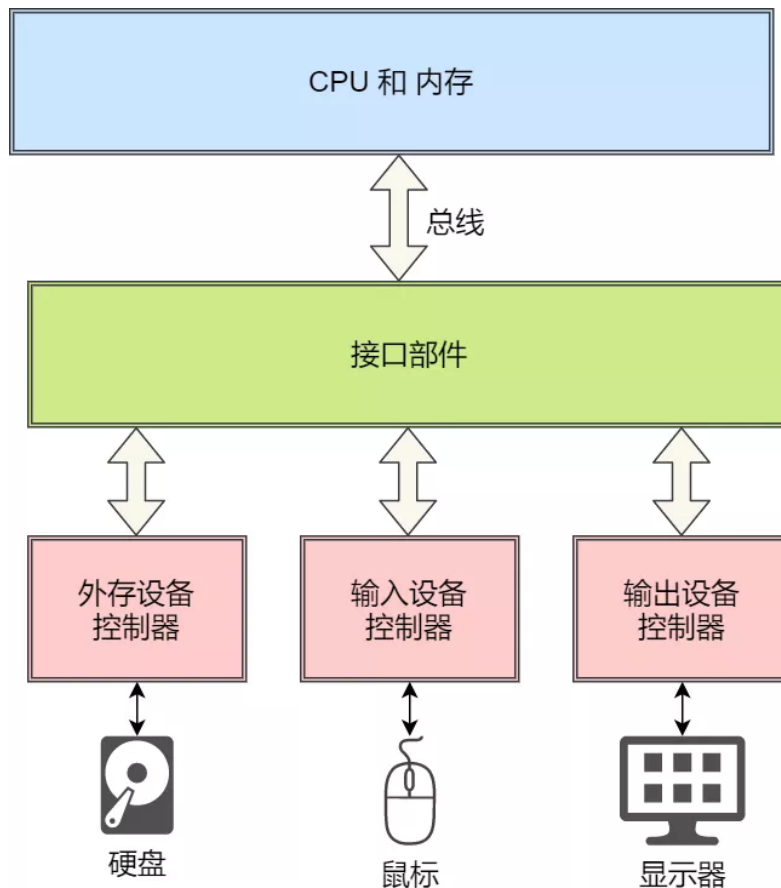 CPU 和 内存
总线
接口部件
外存设备
控制器
输入设备
控制器
输出设备
控制器
硬盘
鼠标
显示器